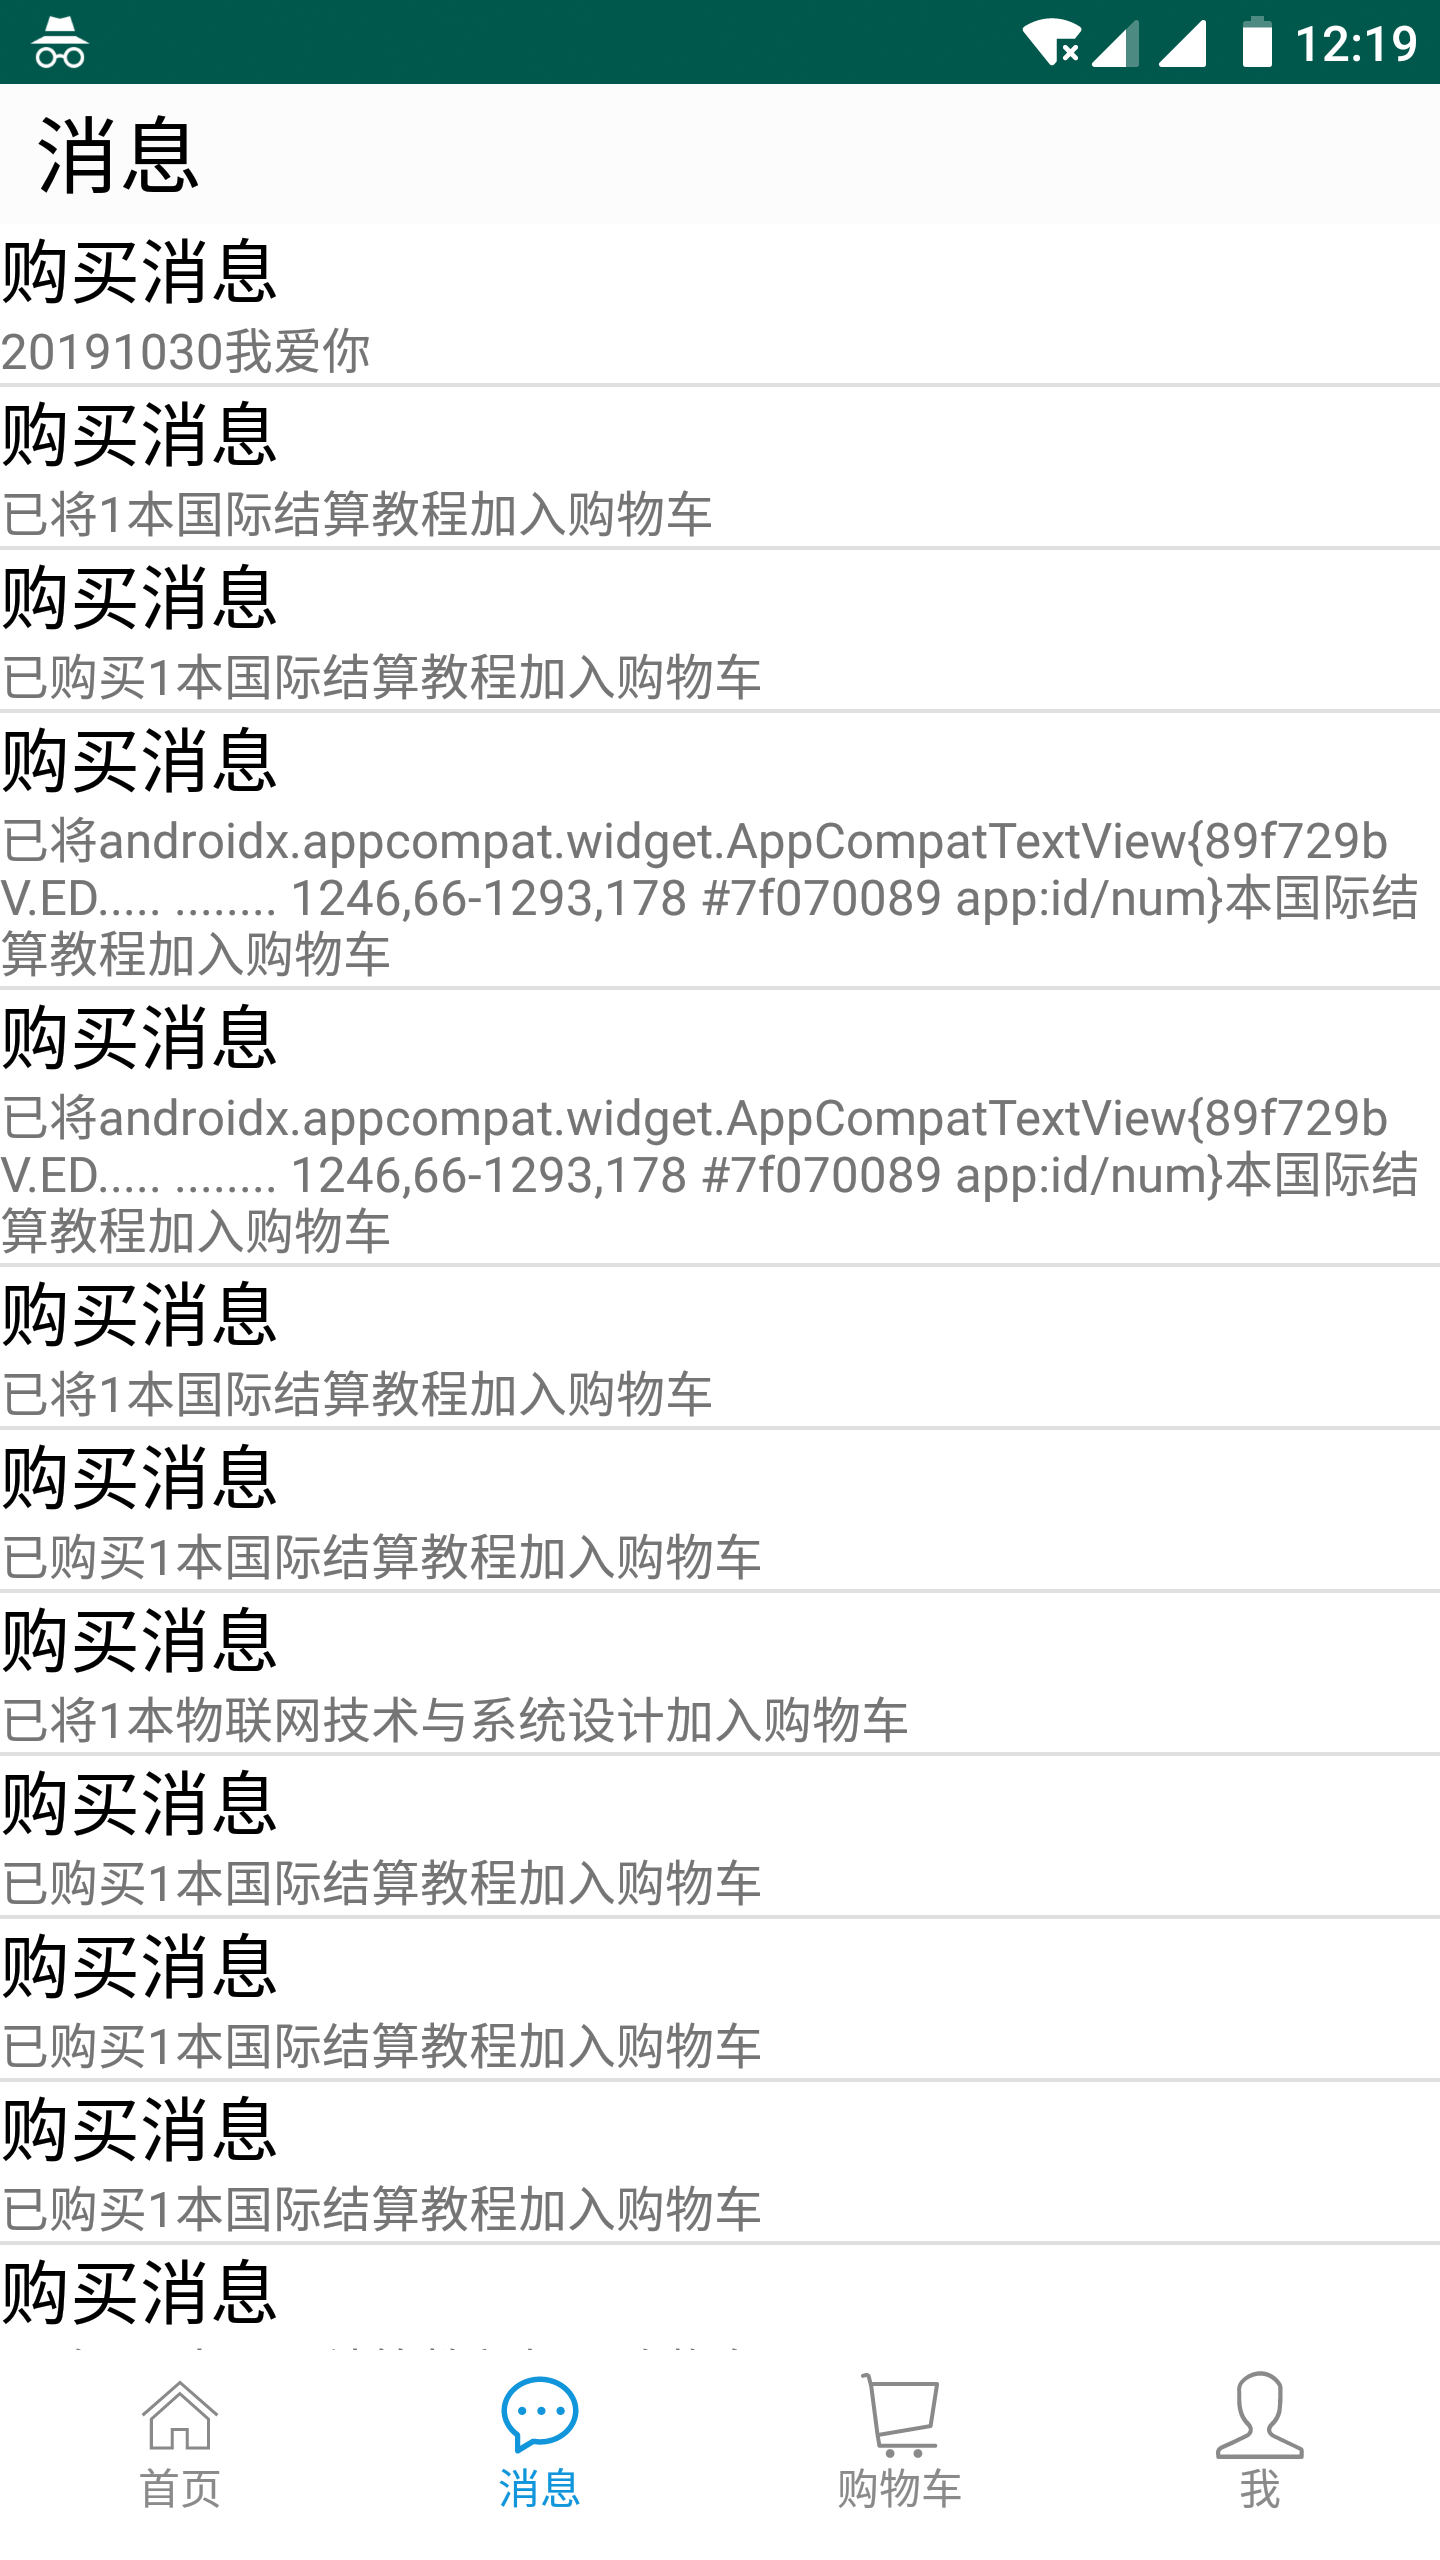 12:19
消息
购买消息
20191030我爱你
购买消息
已将1本国际结算教程加入购物车
购买消息
已购买1本国际结算教程加入购物车
购买消息
已将androidx.appcompat.widget.AppCompatTextView{89f729b
V.ED..... ........ 1246,66-1293,178 #7f070089 app:id/num}本国际结
算教程加入购物车
购买消息
已将androidx.appcompat.widget.AppCompatTextView{89f729b
V.ED..... ........ 1246,66-1293,178 #7f070089 app:id/num}本国际结
算教程加入购物车
购买消息
已将1本国际结算教程加入购物车
购买消息
已购买1本国际结算教程加入购物车
购买消息
已将1本物联网技术与系统设计加入购物车
购买消息
已购买1本国际结算教程加入购物车
购买消息
已购买1本国际结算教程加入购物车
购买消息
已购买1本国际结算教程加入购物车
购买消息
首页
消息
购物车
我